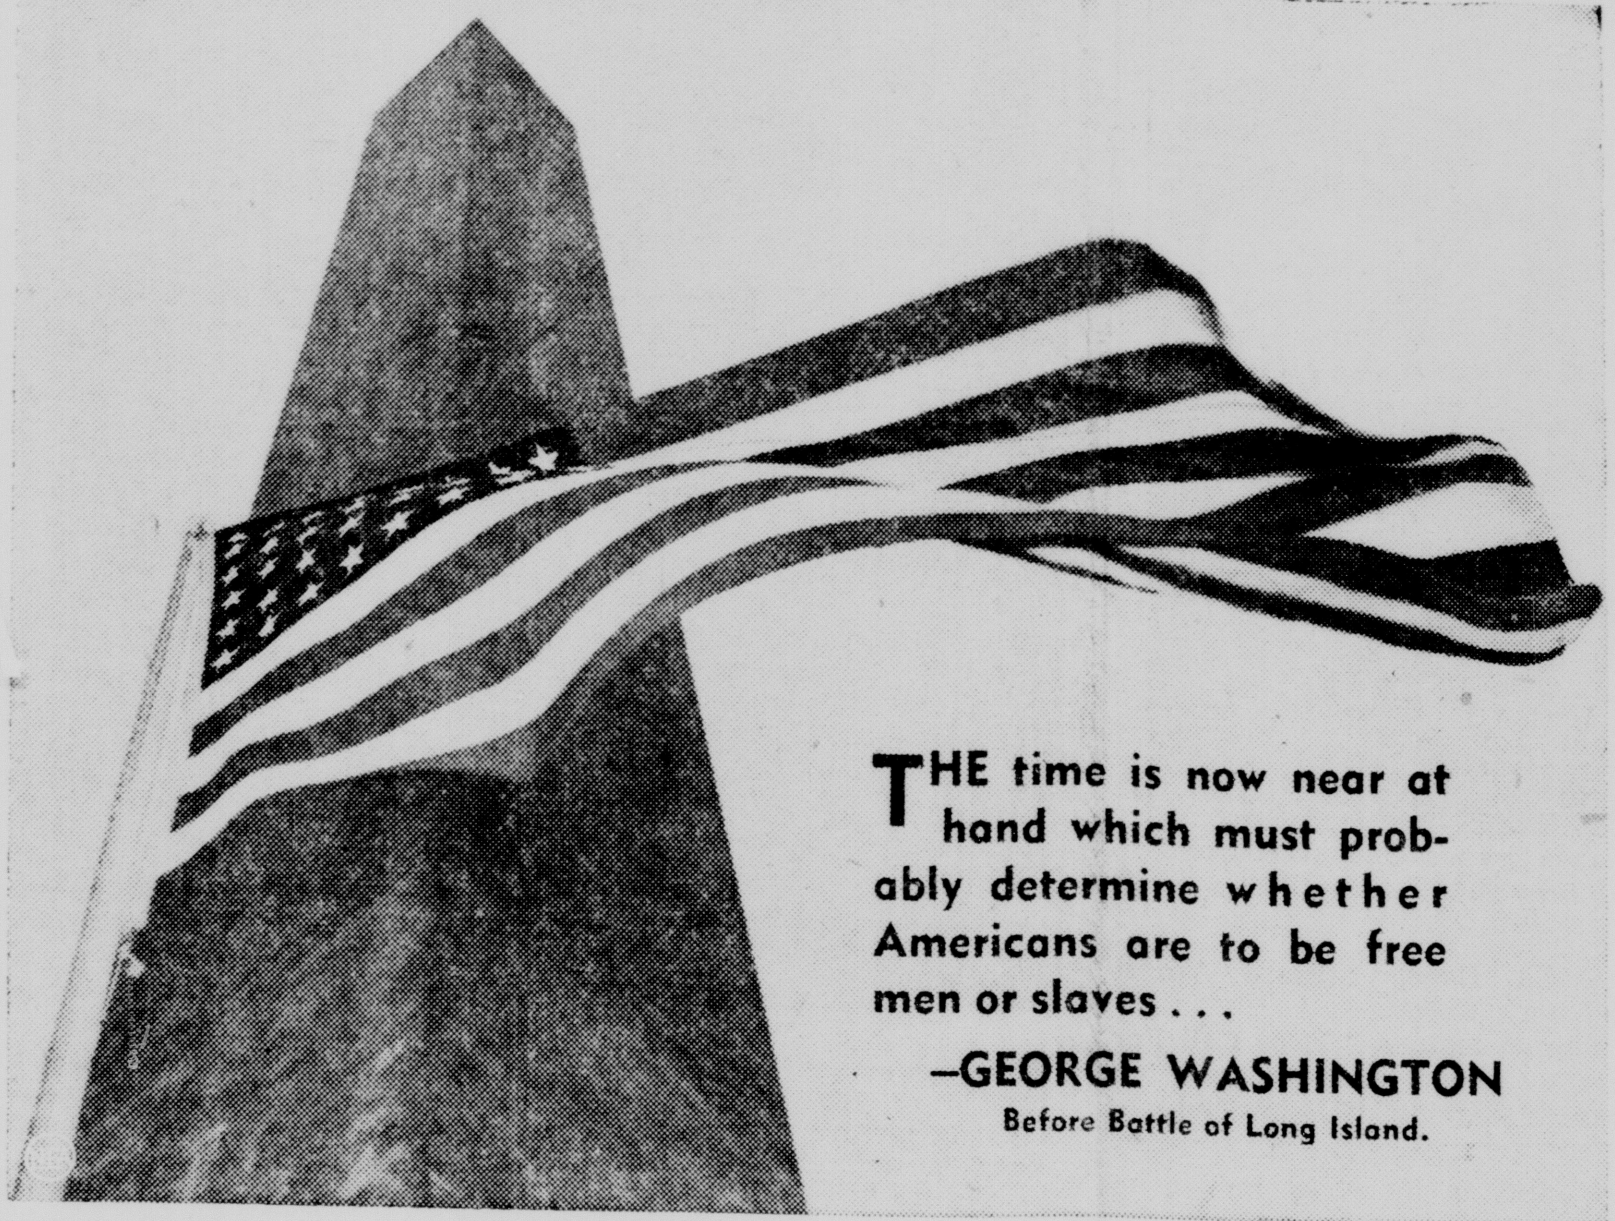 THE time is now near at
hand which must prob-
ably determine whether
Americans are to be free
men or slaves . . .
—GEORGE WASHINGTON
Before Battle of Long Island.